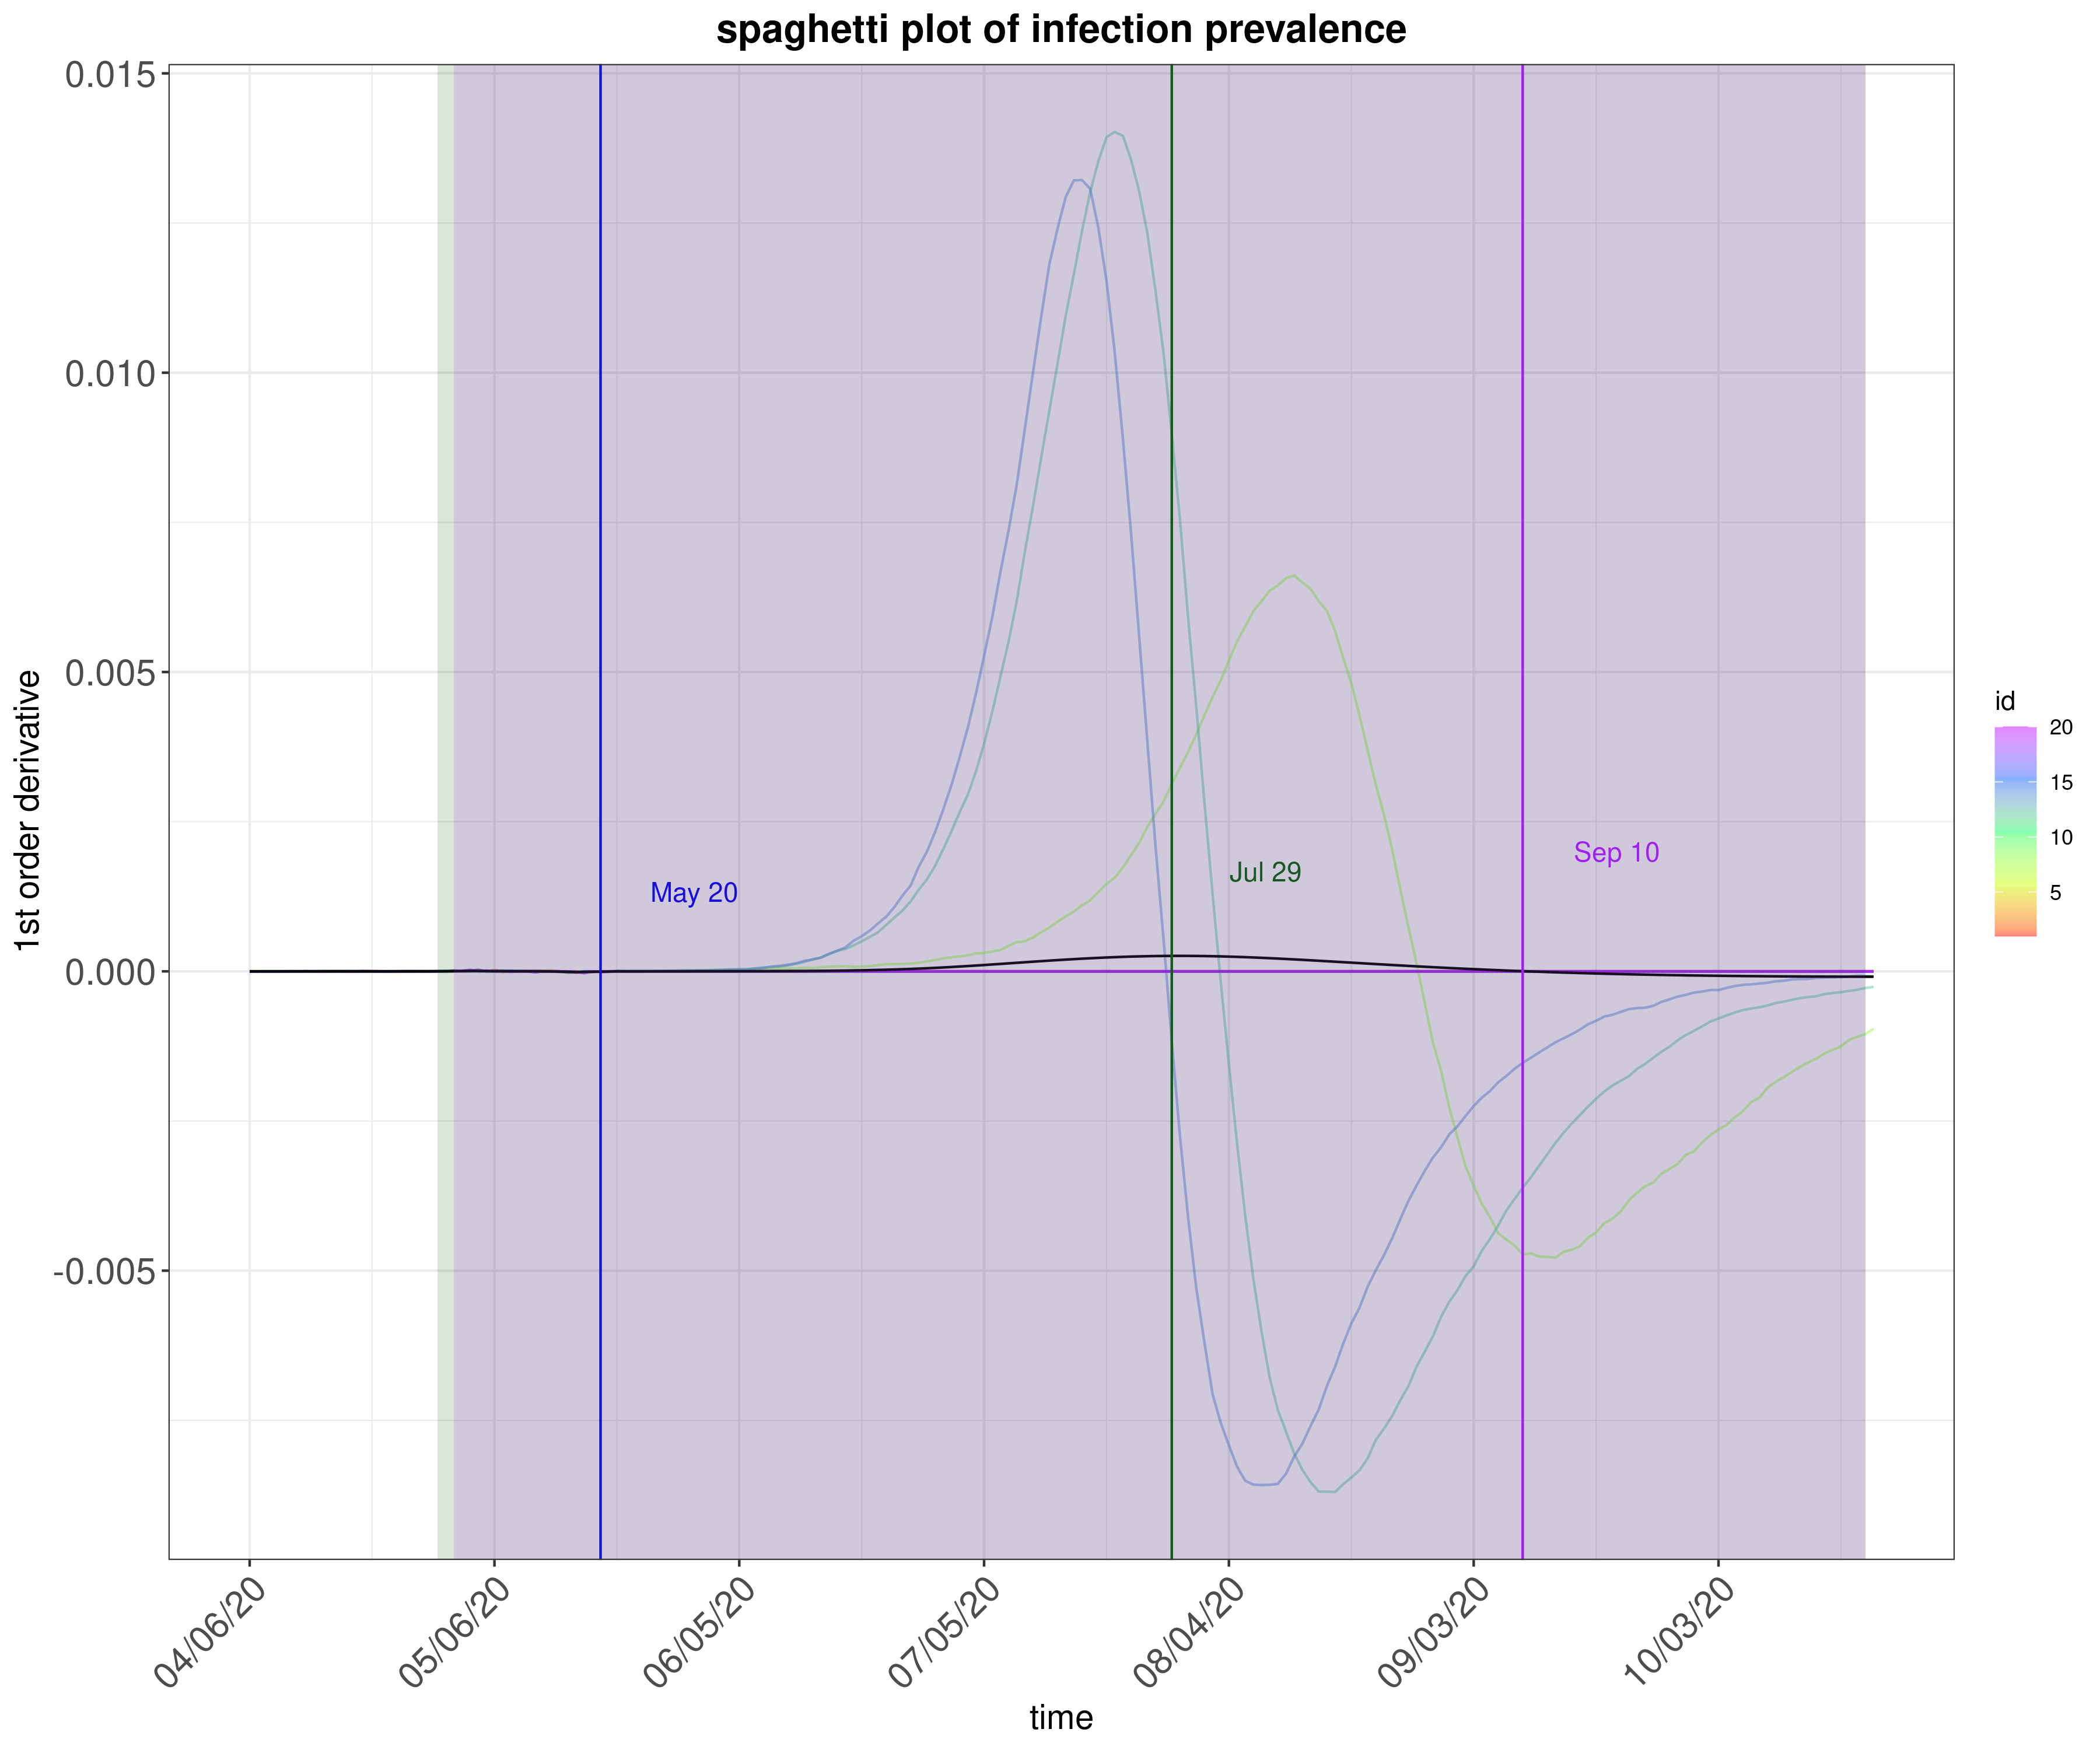 spaghetti plot of infection prevalence
0.015
0.010
0.005
0.000
-0.005
1st order derivative
May 20
Jul 29
Sep 10
04/06/20
05/06/20
06/05/20
07/05/20
08/04/20
09/03/20
10/03/20
time
id
20
15
10
5